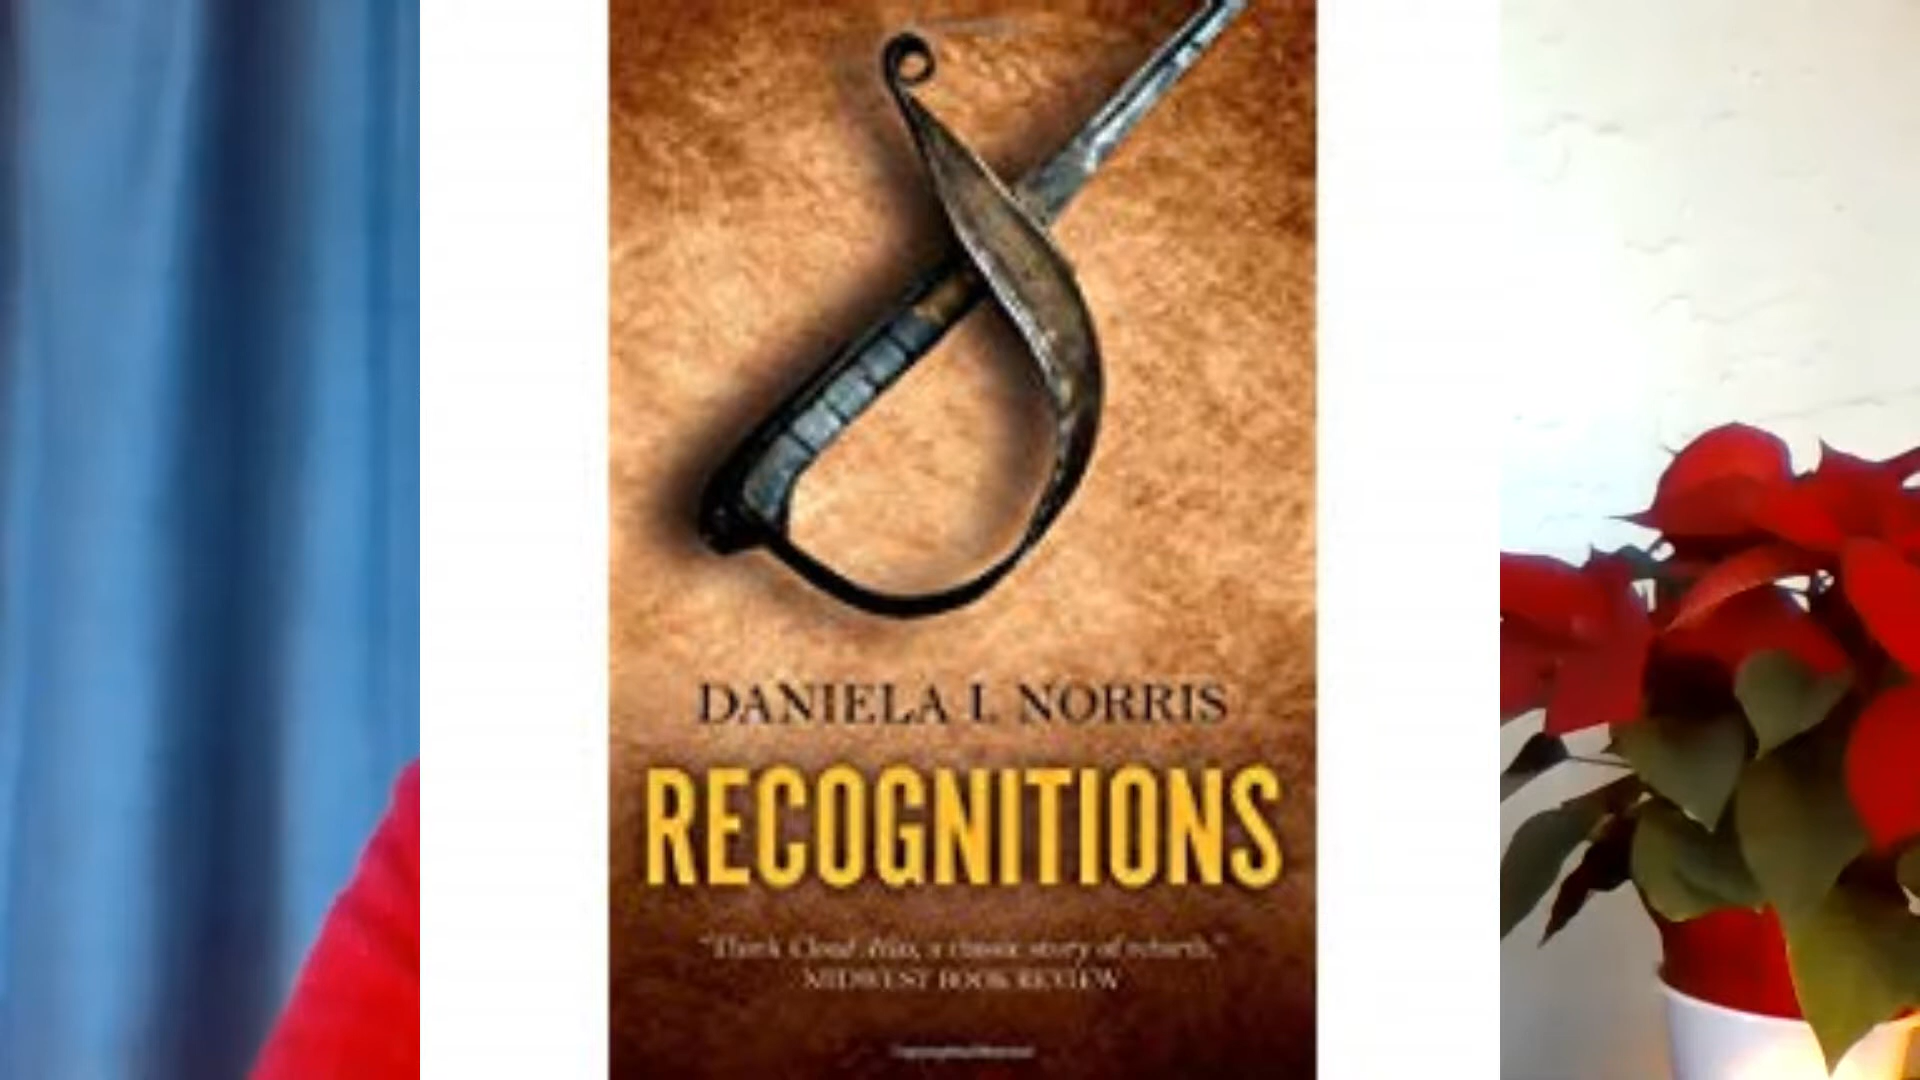 DANIELA I. NORRIS
RECOGNITIONS
"Think Cloud Atlas, a classic story of rebirth."
MIDWEST BOOK REVIEW